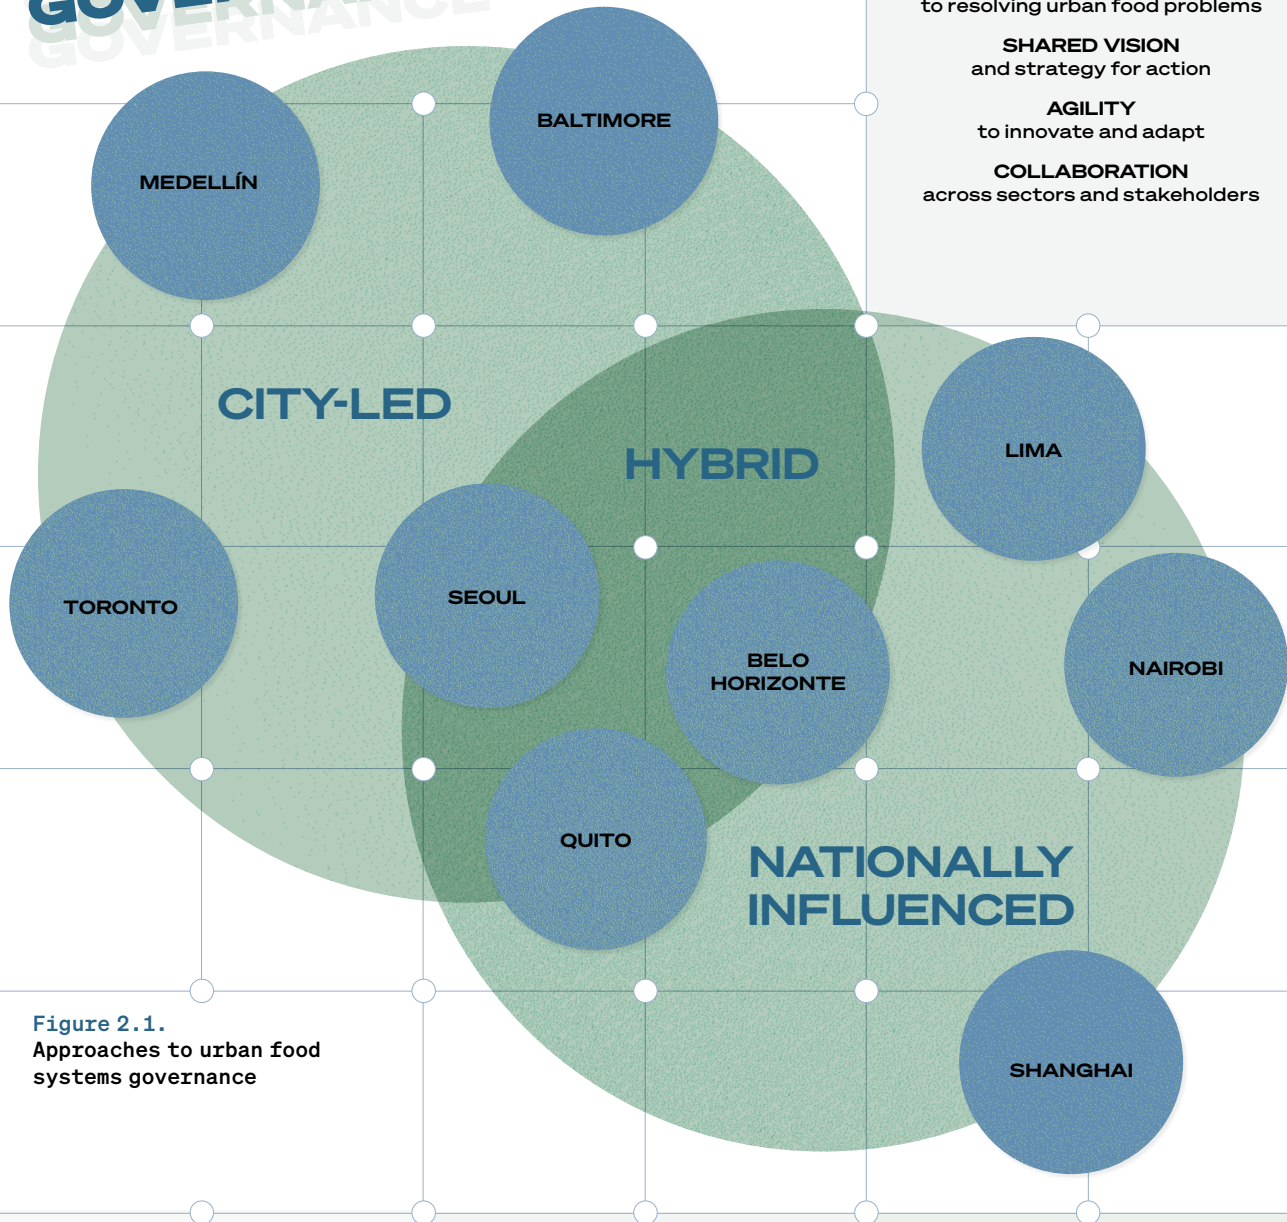 GOVERNANCE
to resolving urban food problems
SHARED VISION
and strategy for action
AGILITY
to innovate and adapt
COLLABORATION
across sectors and stakeholders
BALTIMORE
MEDELLÍN
CITY-LED
HYBRID
LIMA
TORONTO
SEOUL
BELO
HORIZONTE
NAIROBI
QUITO
NATIONALLY
INFLUENCED
SHANGHAI
Figure 2.1.
Approaches to urban food
systems governance